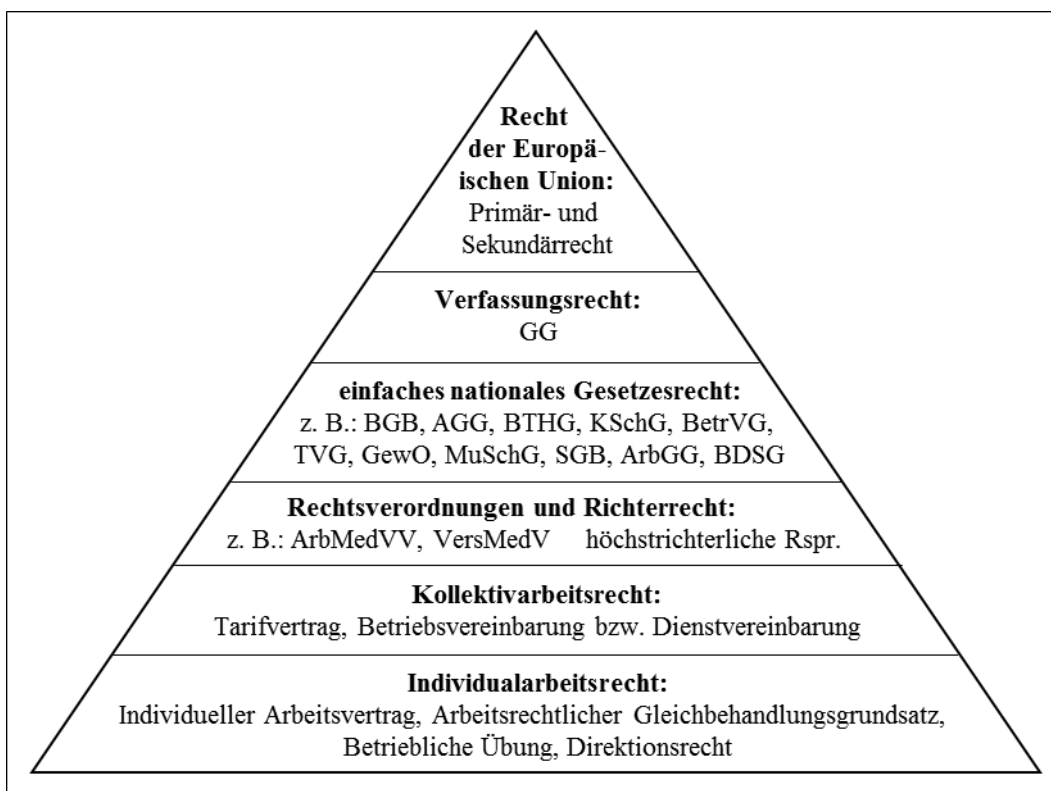 Recht
der Europä-
ischen Union:
Primär- und
Sekundärrecht
Verfassungsrecht:
GG
einfaches nationales Gesetzesrecht:
z. B.: BGB, AGG, BTHG, KSchG, BetrVG,
TVG, GewO, MuSchG, SGB, ArbGG, BDSG
Rechtsverordnungen und Richterrecht:
z. B.: ArbMedVV, VersMedV höchstrichterliche Rspr.
Kollektivarbeitsrecht:
Tarifvertrag, Betriebsvereinbarung bzw. Dienstvereinbarung
Individualarbeitsrecht:
Individueller Arbeitsvertrag, Arbeitsrechtlicher Gleichbehandlungsgrundsatz,
Betriebliche Übung, Direktionsrecht